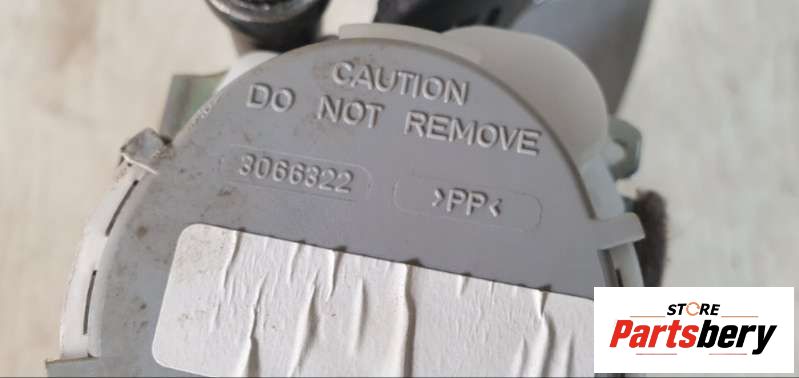 CAUTION
DO NOT REMOVE
3066322 >PP<
STORE
Partsbery